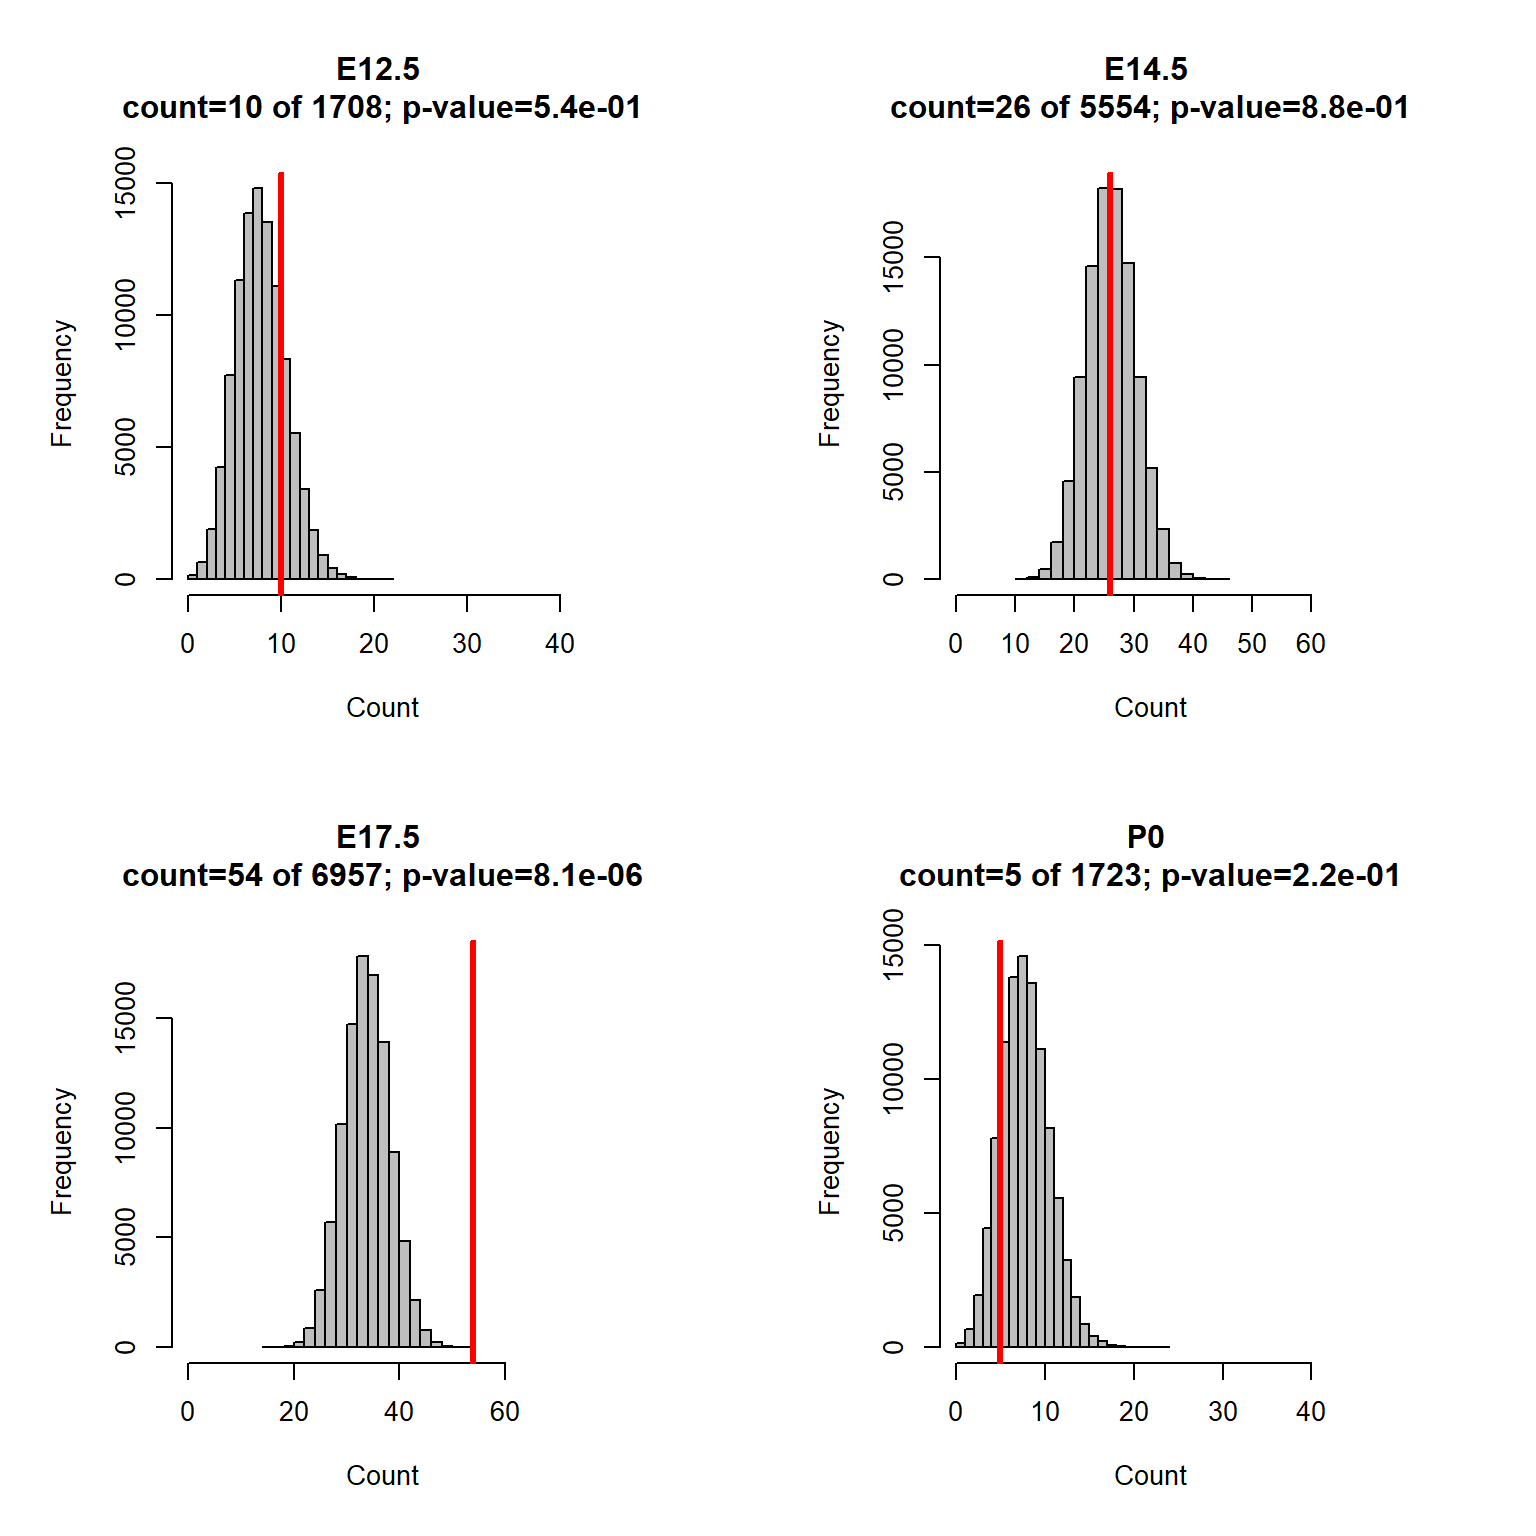 E12.5
count=10 of 1708; p-value=5.4e-01
15000
10000
5000
0
Frequency
0 10 20 30 40
Count
E14.5
count=26 of 5554; p-value=8.8e-01
15000
10000
5000
0
Frequency
0 10 20 30 40 50 60
Count
E17.5
count=54 of 6957; p-value=8.1e-06
15000
10000
5000
0
Frequency
0 20 40 60
Count
P0
count=5 of 1723; p-value=2.2e-01
15000
10000
5000
0
Frequency
0 10 20 30 40
Count